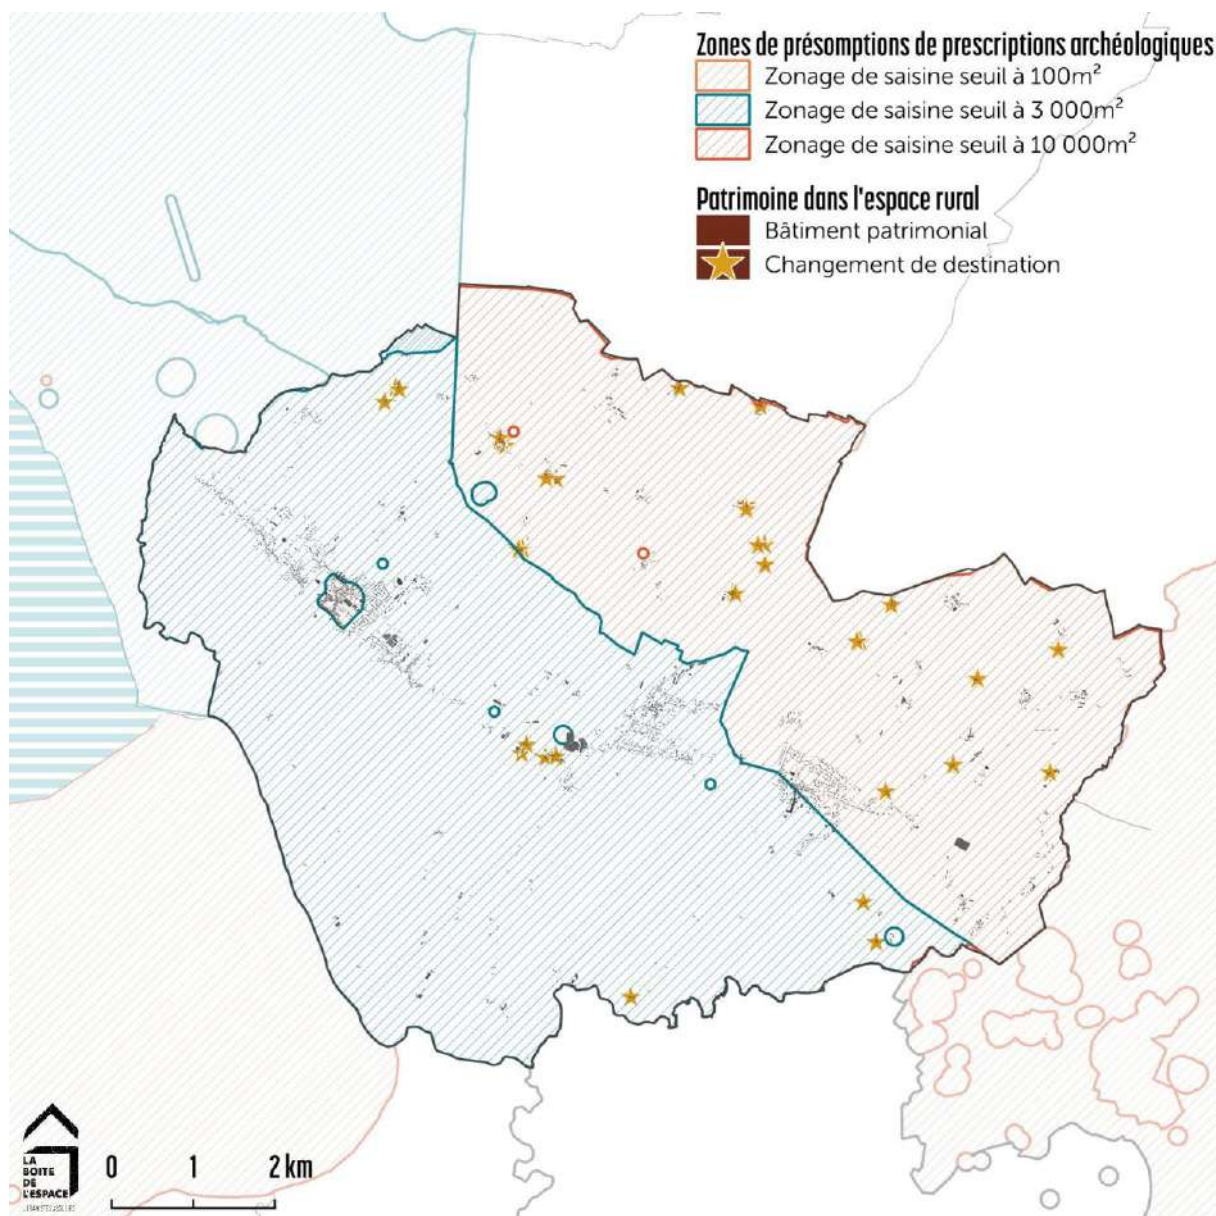 Zones de présomptions de prescriptions archéologiques
Zonage de saisine seuil à 100m²
Zonage de saisine seuil à 3 000m²
Zonage de saisine seuil à 10 000m²
Patrimoine dans l'espace rural
Bâtiment patrimonial
Changement de destination
LA
BOITE
DE
L'ESPACE
0 1 2 km